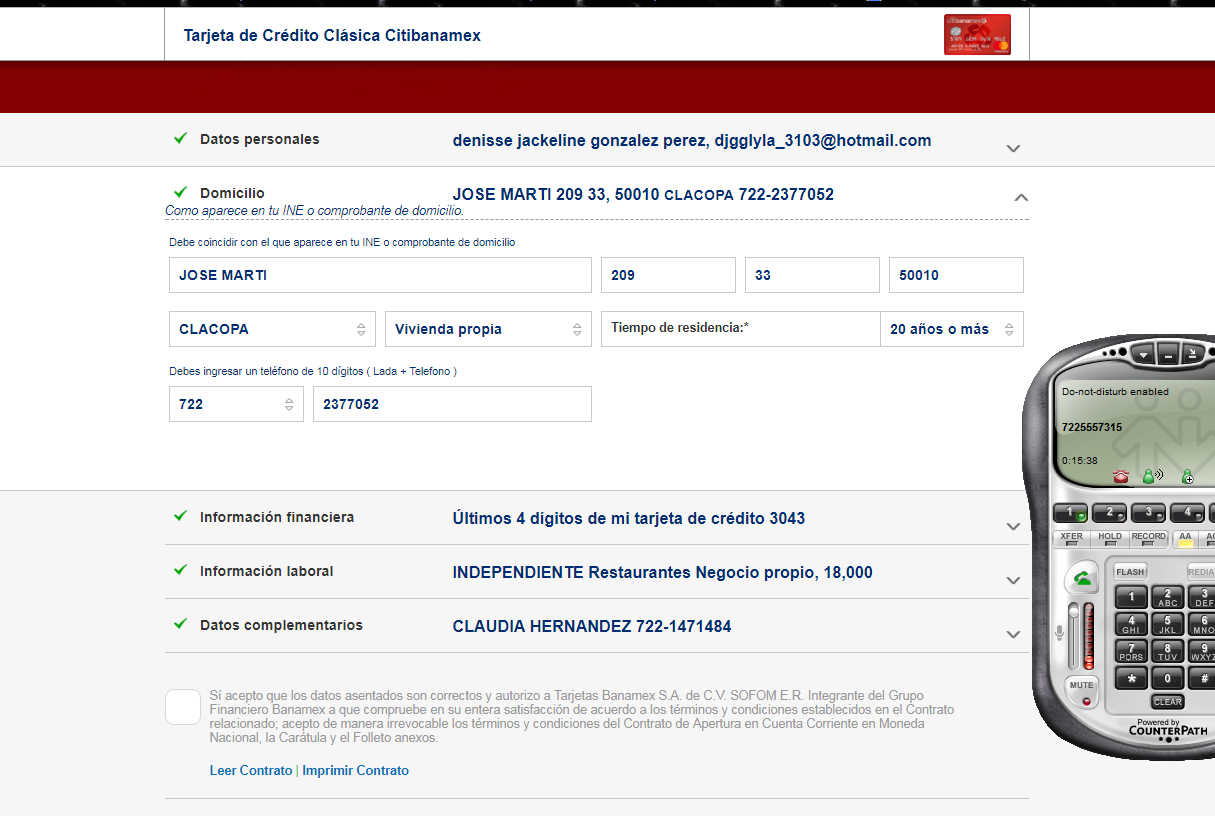 Tarjeta de Crédito Clásica Citibanamex
Datos personales denisse jackeline gonzalez perez, djgglyla_3103@hotmail.com
Domicilio JOSE MARTI 209 33, 50010 CLACOPA 722-2377052
Como aparece en tu INE o comprobante de domicilio.
Debe coincidir con el que aparece en tu INE o comprobante de domicilio
JOSE MARTI 209 33 50010
CLACOPA Vivienda propia Tiempo de residencia:* 20 años o más
Debes ingresar un teléfono de 10 dígitos ( Lada + Telefono )
722 2377052
Información financiera Últimos 4 dígitos de mi tarjeta de crédito 3043
Información laboral INDEPENDIENTE Restaurantes Negocio propio, 18,000
Datos complementarios CLAUDIA HERNANDEZ 722-1471484
Sí acepto que los datos asentados son correctos y autorizo a Tarjetas Banamex S.A. de C.V. SOFOM E.R. Integrante del Grupo
Financiero Banamex a que compruebe en su entera satisfacción de acuerdo a los términos y condiciones establecidos en el Contrato
relacionado; acepto de manera irrevocable los términos y condiciones del Contrato de Apertura en Cuenta Corriente en Moneda
Nacional, la Carátula y el Folleto anexos.
Leer Contrato | Imprimir Contrato
Do-not-disturb enabled
7225557315
0:15:38
1 2 3 4
XFER HOLD RECORD AA
FLASH REDIA
1 2 ABC 3 DEF
4 GHI 5 JKL 6 MNO
7 PQRS 8 TUV 9 WXYZ
* 0 #
MUTE
CLEAR
Powered by
COUNTERPATH